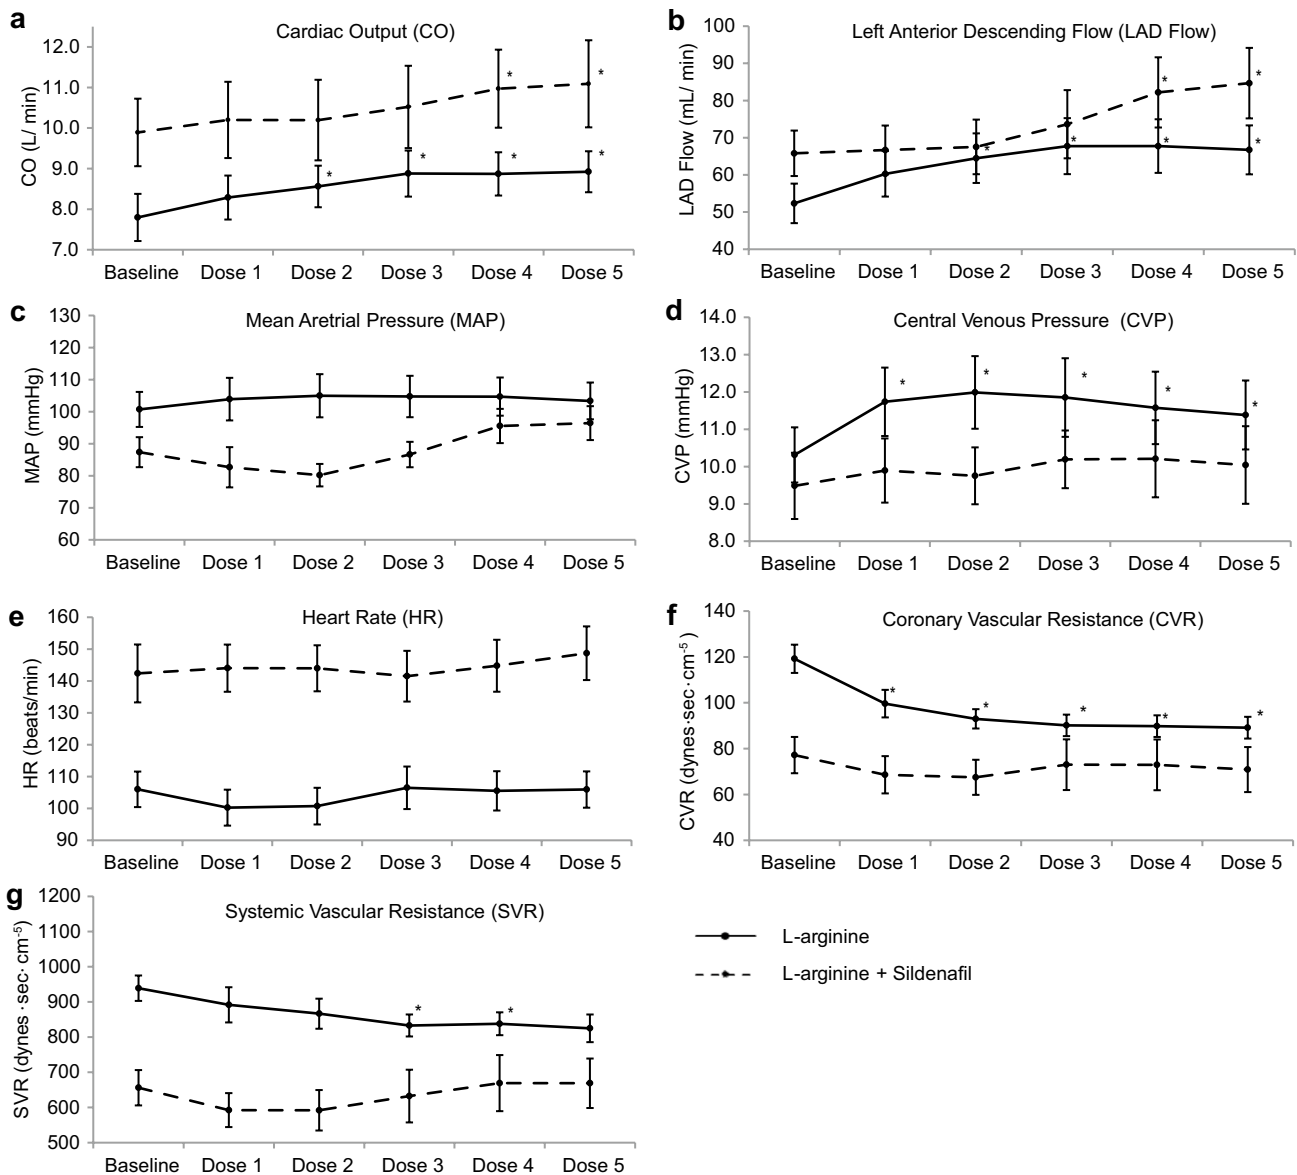 a
Cardiac Output (CO)
CO (L/ min)
12.0
11.0
10.0
9.0
8.0
7.0
* * * * * *
Baseline Dose 1 Dose 2 Dose 3 Dose 4 Dose 5
b
Left Anterior Descending Flow (LAD Flow)
LAD Flow (mL/ min)
100
90
80
70
60
50
40
* * * * * *
Baseline Dose 1 Dose 2 Dose 3 Dose 4 Dose 5
c
Mean Aretrial Pressure (MAP)
MAP (mmHg)
130
120
110
100
90
80
70
60
Baseline Dose 1 Dose 2 Dose 3 Dose 4 Dose 5
d
Central Venous Pressure (CVP)
CVP (mmHg)
14.0
13.0
12.0
11.0
10.0
9.0
8.0
* * * * *
Baseline Dose 1 Dose 2 Dose 3 Dose 4 Dose 5
e
Heart Rate (HR)
HR (beats/min)
160
150
140
130
120
110
100
90
Baseline Dose 1 Dose 2 Dose 3 Dose 4 Dose 5
f
Coronary Vascular Resistance (CVR)
CVR (dynes·sec·cm-5)
140
120
100
80
60
40
* * * * *
Baseline Dose 1 Dose 2 Dose 3 Dose 4 Dose 5
g
Systemic Vascular Resistance (SVR)
SVR (dynes ·sec· cm-5)
1200
1100
1000
900
800
700
600
500
* *
Baseline Dose 1 Dose 2 Dose 3 Dose 4 Dose 5
L-arginine
L-arginine + Sildenafil